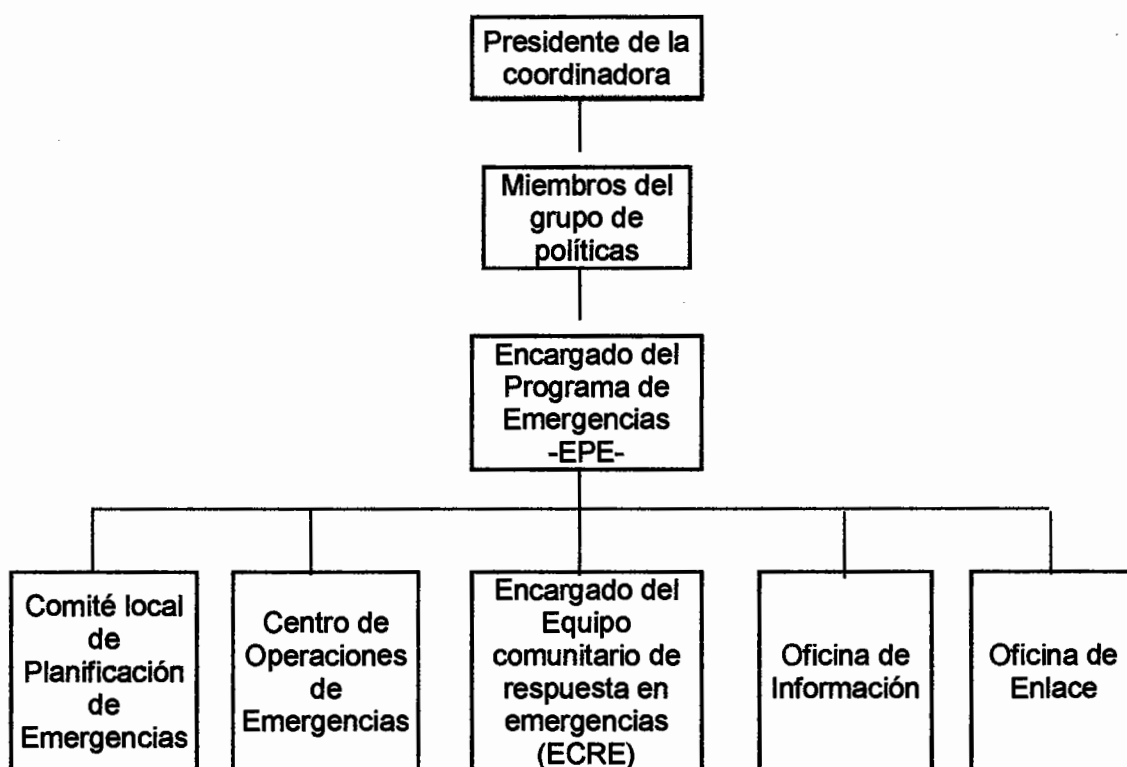 Presidente de la
coordinadora
Miembros del
grupo de
políticas
Encargado del
Programa de
Emergencias
-EPE-
Comité local
de
Planificación
de
Emergencias
Centro de
Operaciones
de
Emergencias
Encargado del
Equipo
comunitario de
respuesta en
emergencias
(ECRE)
Oficina de
Información
Oficina de
Enlace